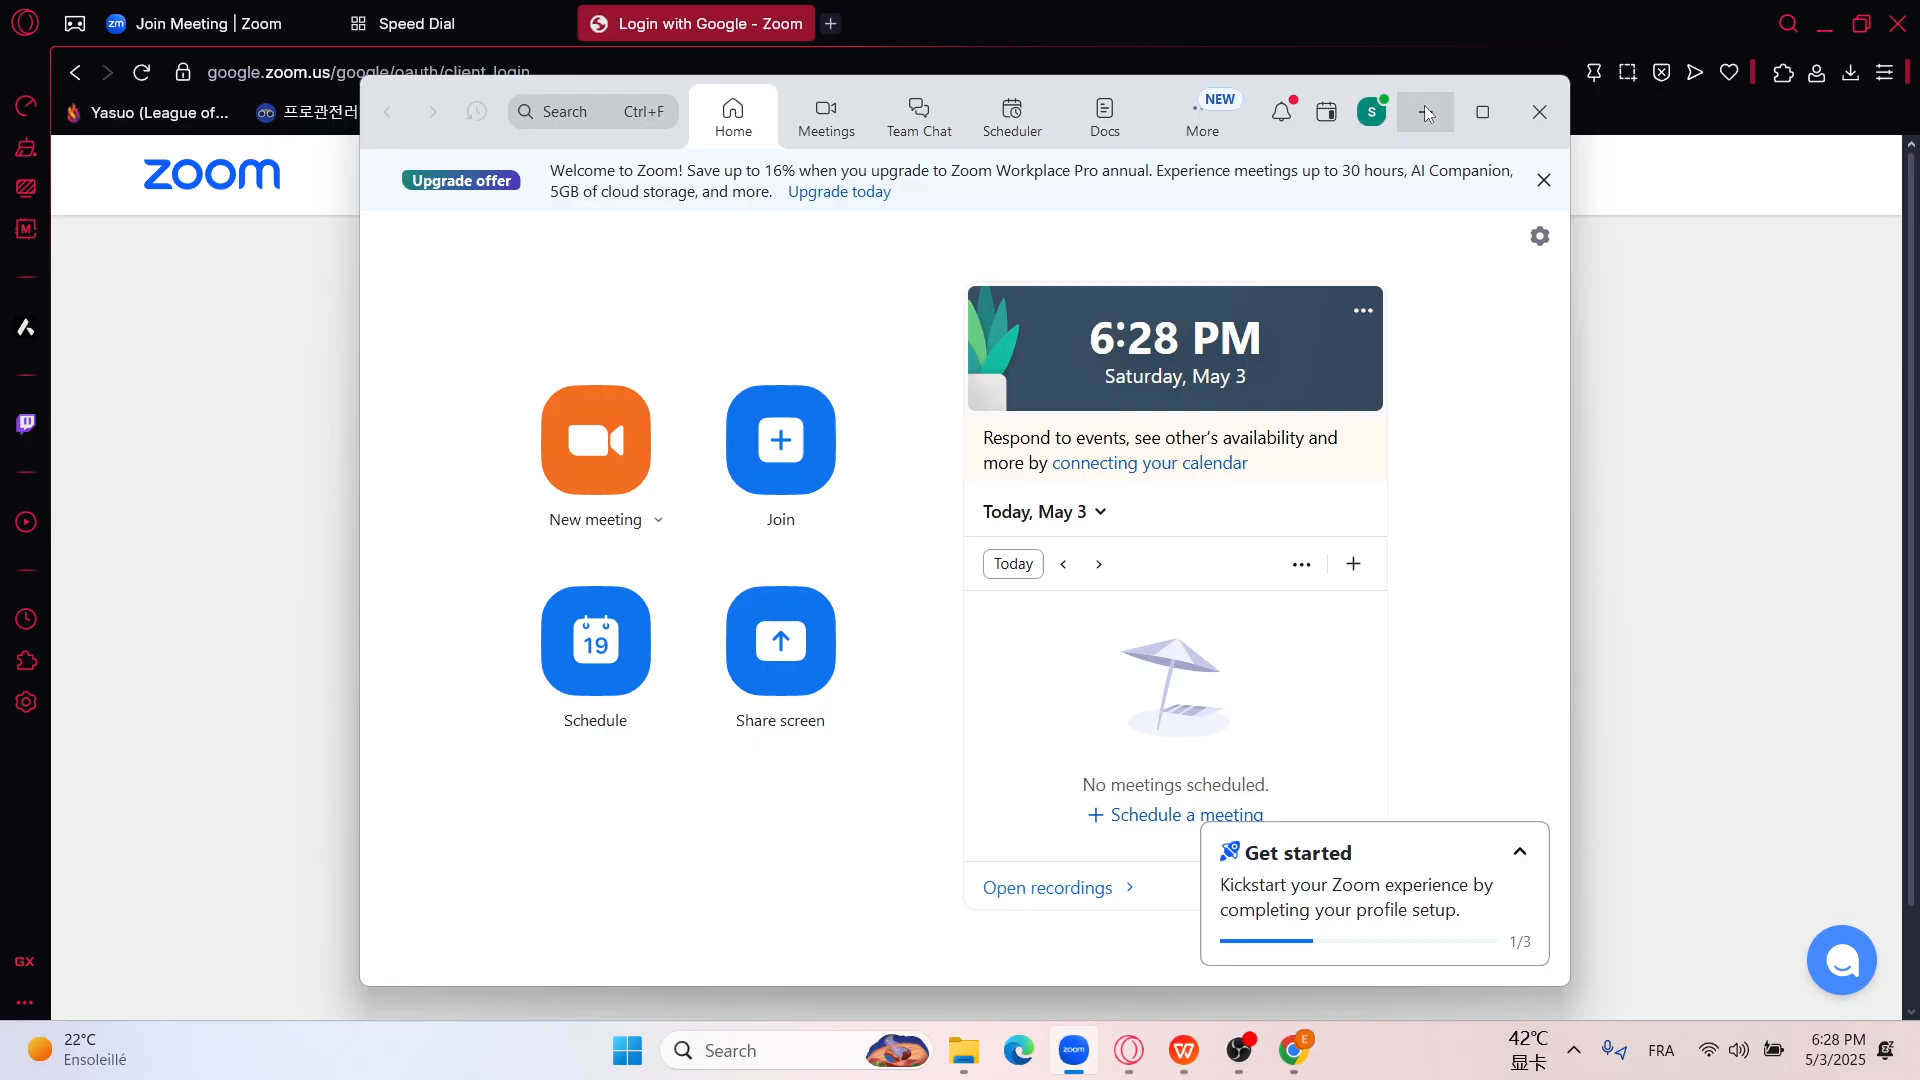 Join Meeting | Zoom
Speed Dial
Login with Google - Zoom
google.zoom.us/google/oauth/client_login
Yasuo (League of...
프로관전러
zoom
Search Ctrl+F
Home
Meetings
Team Chat
Scheduler
Docs
NEW
More
S
Upgrade offer
Welcome to Zoom! Save up to 16% when you upgrade to Zoom Workplace Pro annual. Experience meetings up to 30 hours, AI Companion,
5GB of cloud storage, and more. Upgrade today
6:28 PM
Saturday, May 3
Respond to events, see other's availability and
more by connecting your calendar
Today, May 3
Today
New meeting
Join
19
Schedule
Share screen
No meetings scheduled.
Schedule a meeting
Open recordings
Get started
Kickstart your Zoom experience by
completing your profile setup.
1/3
GX
22°C
Ensoleillé
Search
zoom
E
42℃
显卡
FRA
6:28 PM
5/3/2025